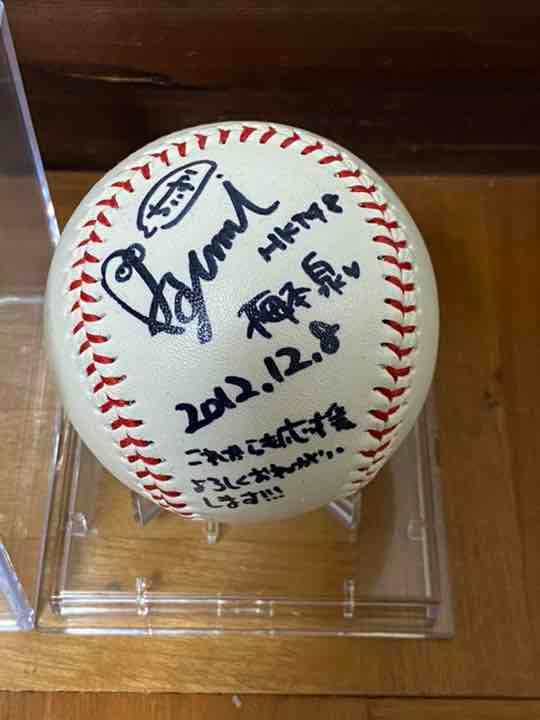 Izumi
HKT48
梅本泉♡
2012.12.8
これからも応援
よろしくおねがい
します!!!